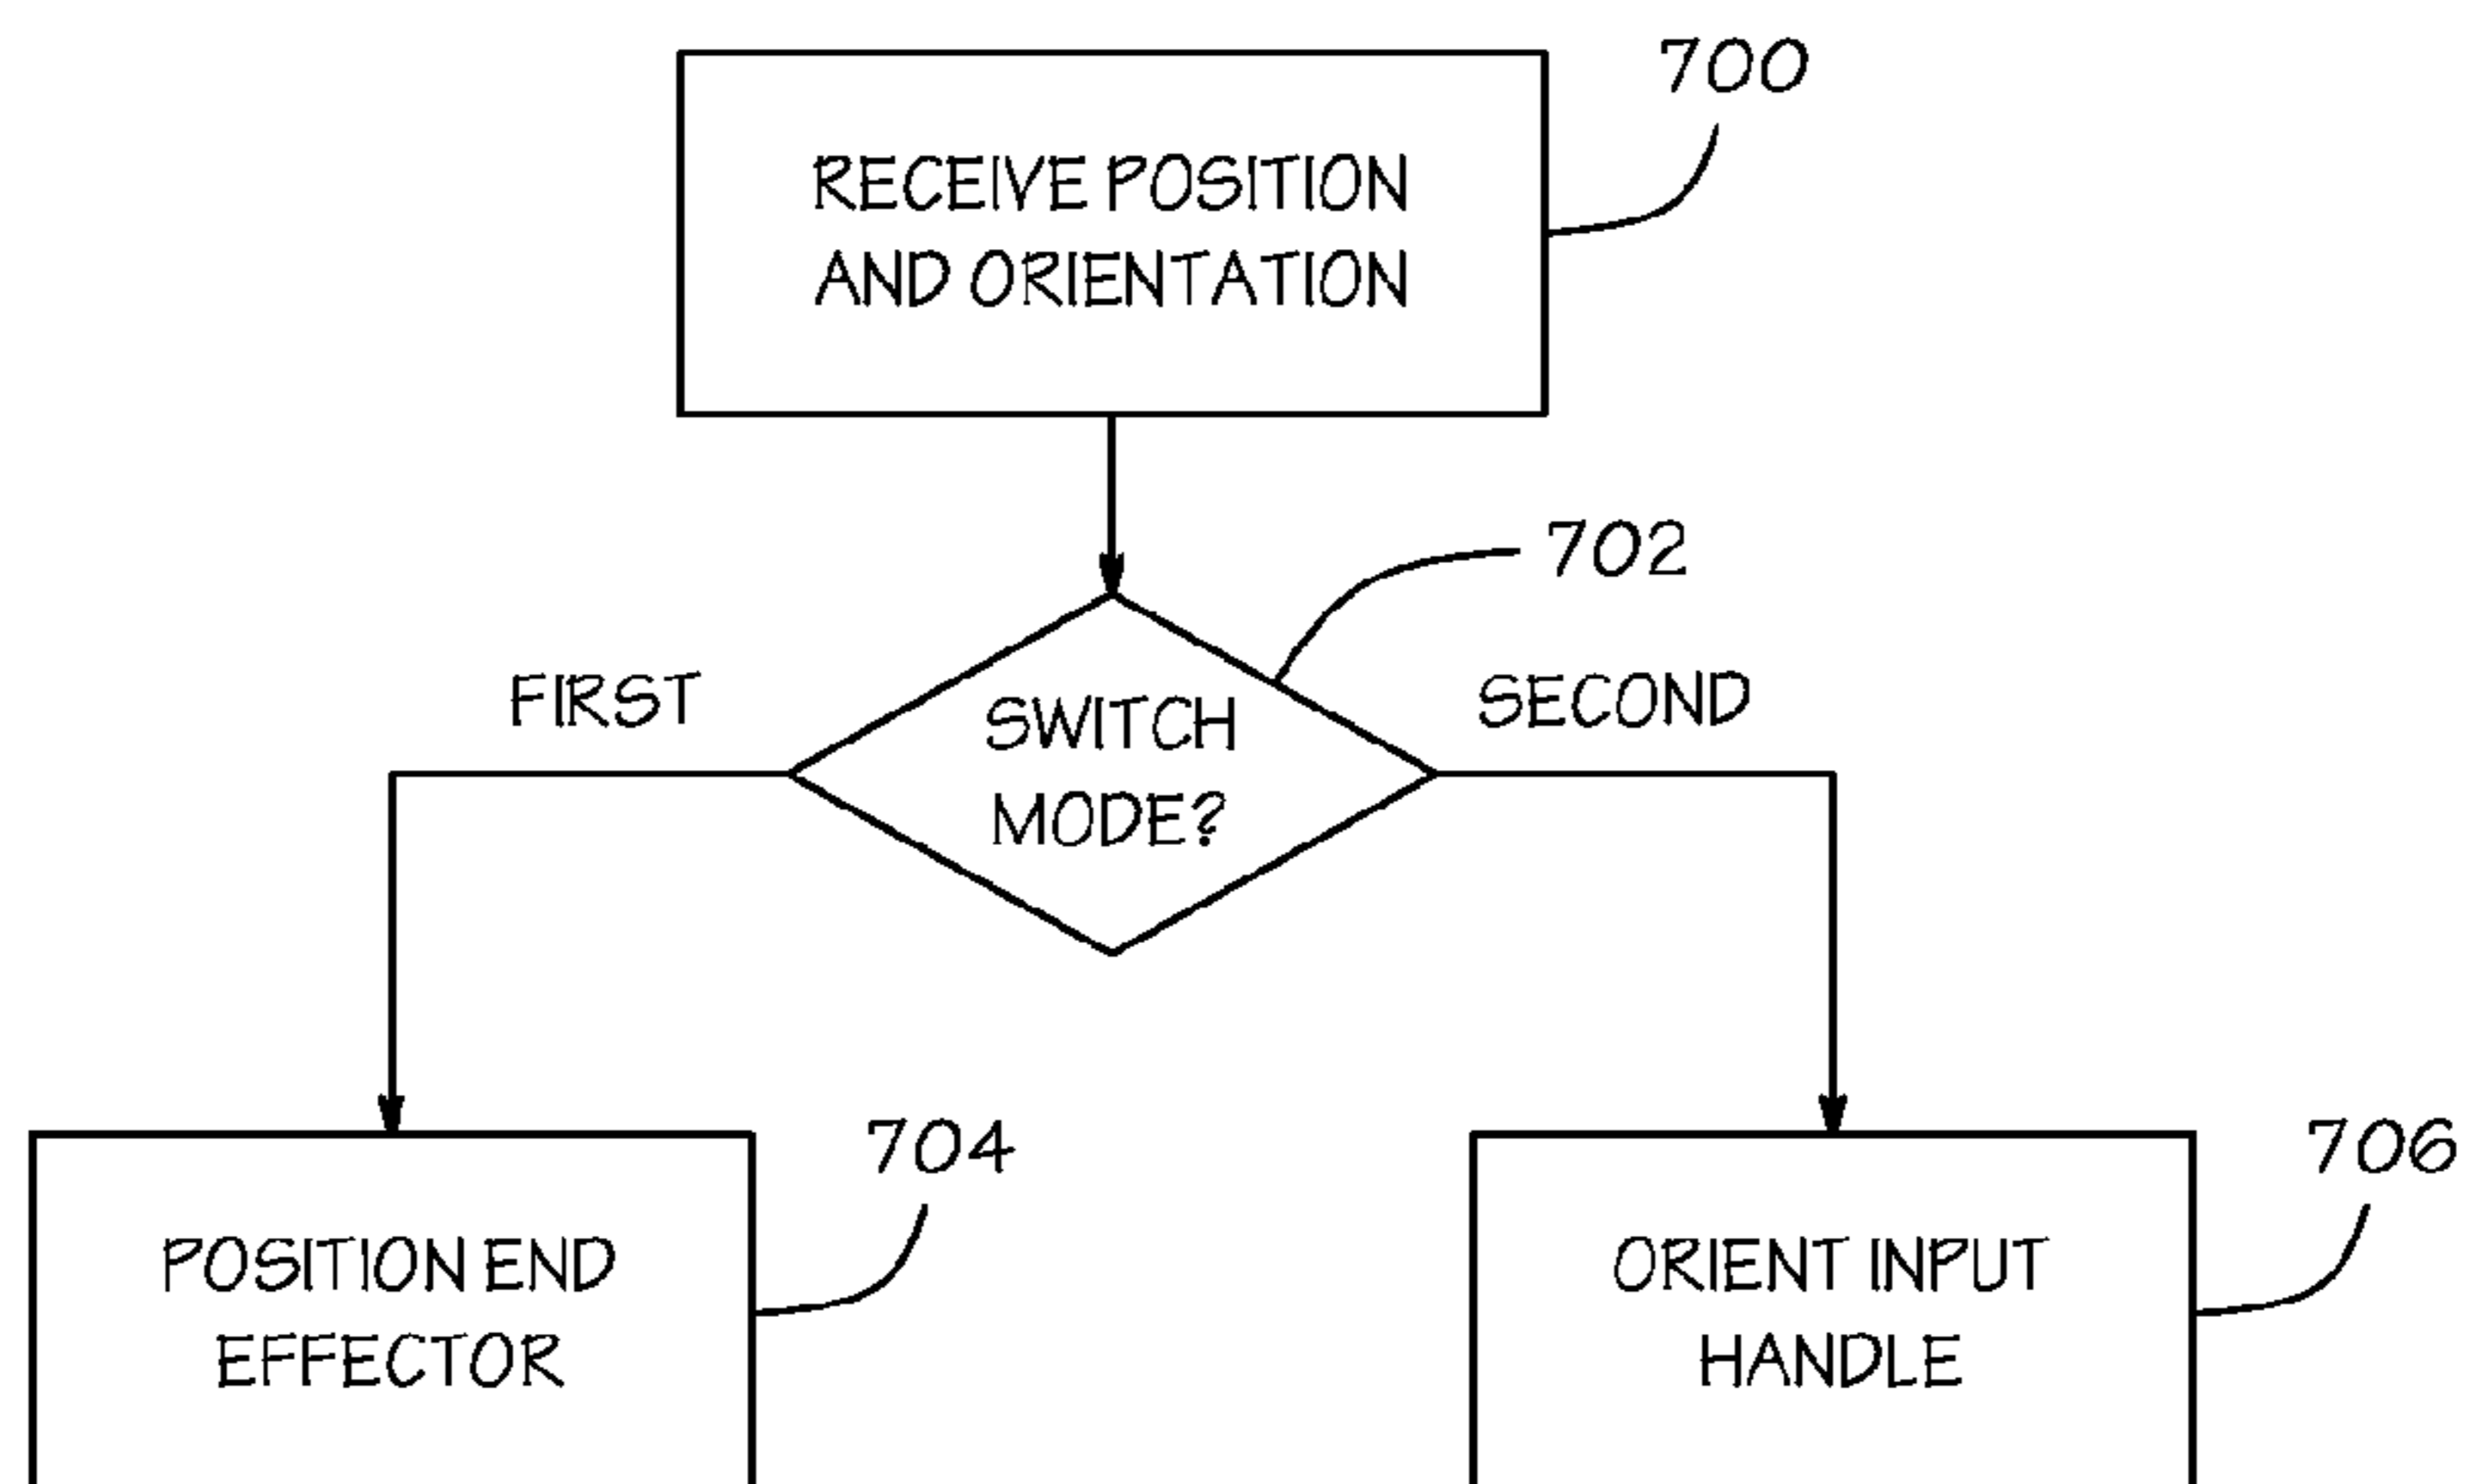 700
RECEIVE POSITION
AND ORIENTATION
702
FIRST
SECOND
SWITCH
MODE?
704
706
POSITION END
EFFECTOR
ORIENT INPUT
HANDLE